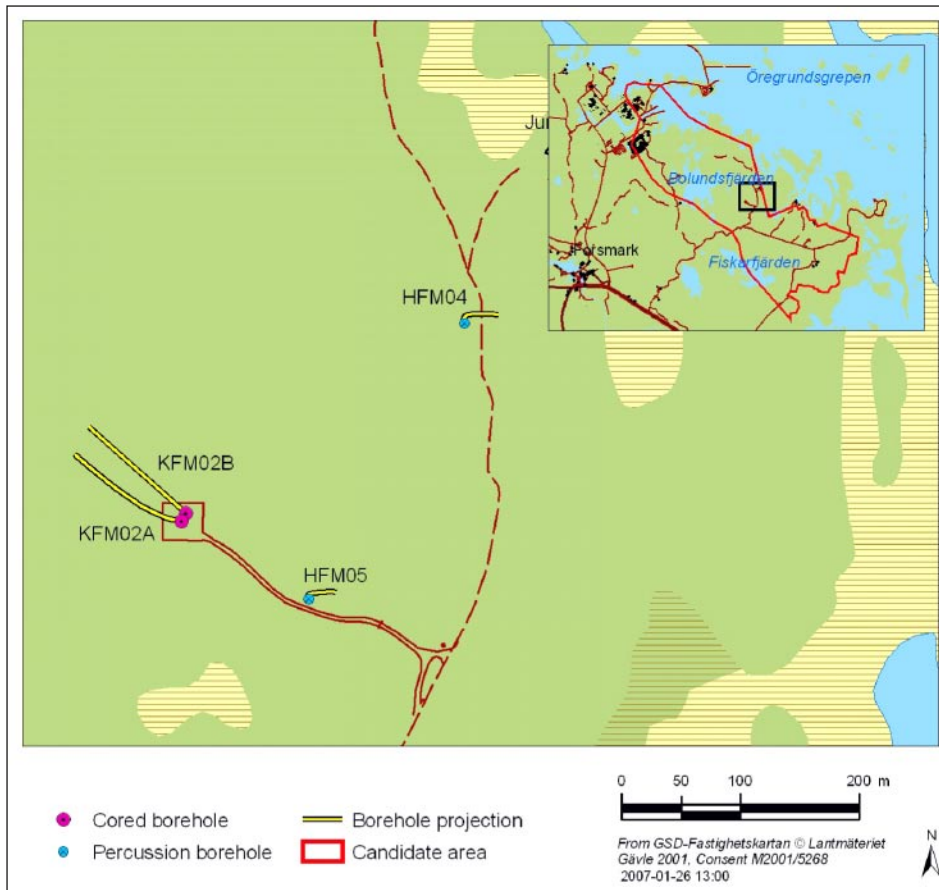 Öregrundsgrepen
Bolundsfjärden
Forsmark
Fiskarfjärden
HFM04
KFM02B
KFM02A
HFM05
0 50 100 200 m
Cored borehole
Borehole projection
Percussion borehole
Candidate area
From GSD-Fastighetskartan © Lantmäteriet
Gävle 2001, Consent M2001/5268
2007-01-26 13:00
N